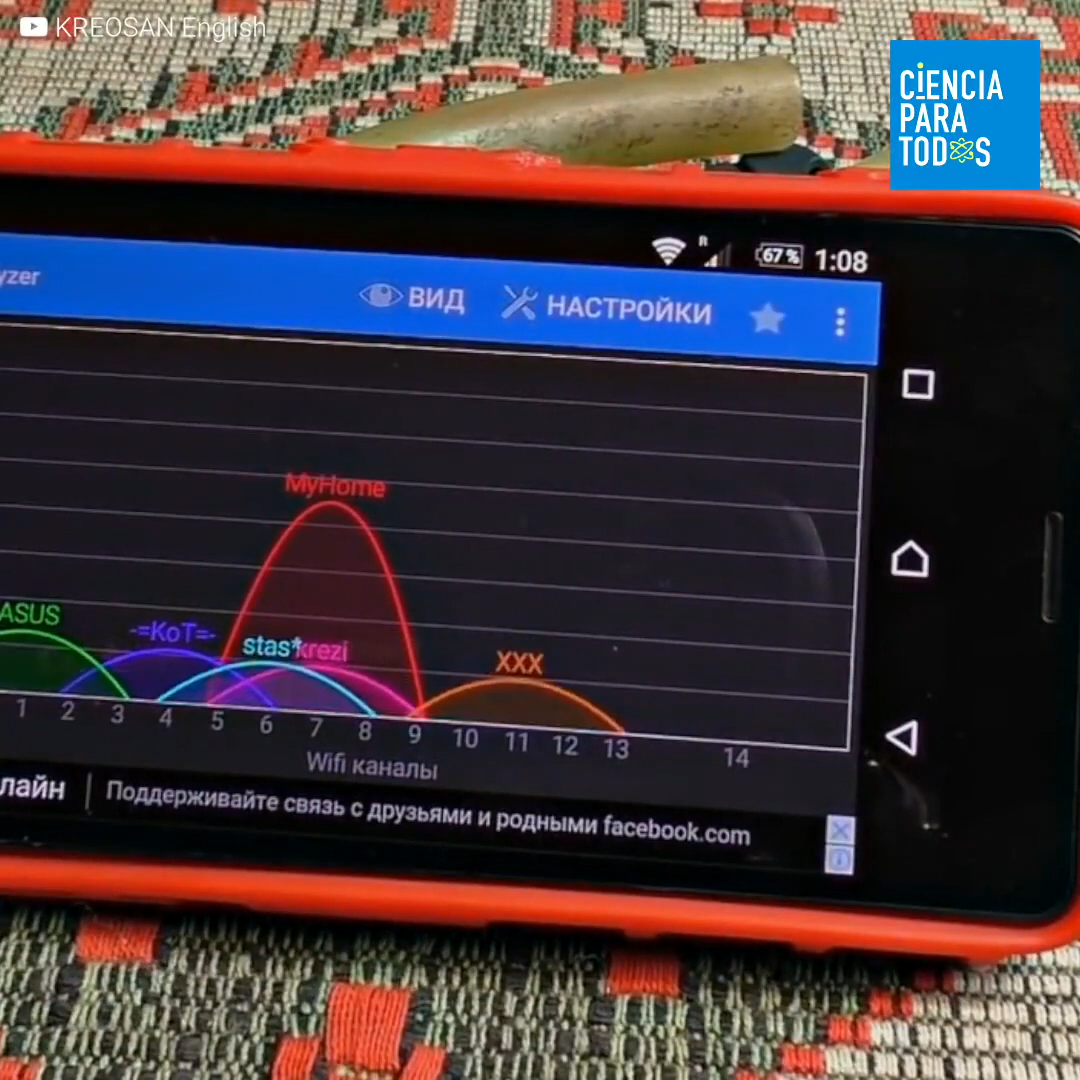 KREOSAN English
CiENCIA
PARA
TODOS
R
67%
1:08
yzer
ВИД
НАСТРОЙКИ
MyHome
ASUS
-=KoT=-
stas*
krezi
XXX
1 2 3 4 5 6 7 8 9 10 11 12 13 14
Wifi каналы
лайн
Поддерживайте связь с друзьями и родными facebook.com